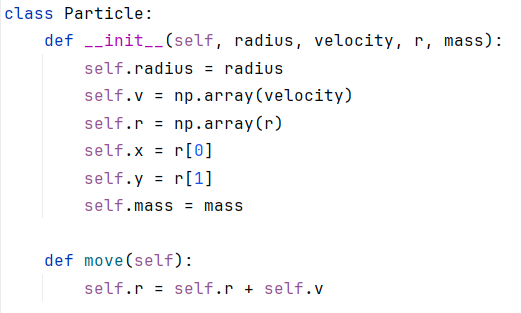 class Particle:
    def __init__(self, radius, velocity, r, mass):
        self.radius = radius
        self.v = np.array(velocity)
        self.r = np.array(r)
        self.x = r[0]
        self.y = r[1]
        self.mass = mass

    def move(self):
        self.r = self.r + self.v